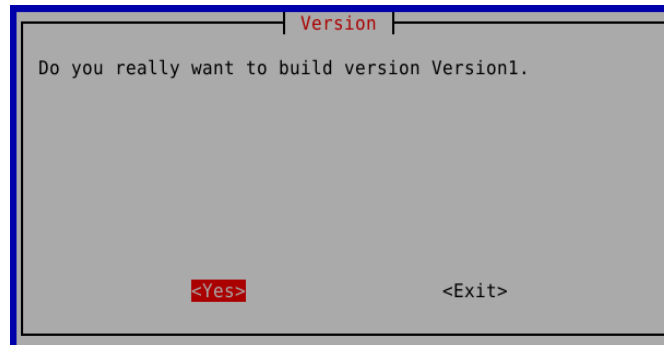 Version
Do you really want to build version Version1.
<Yes> <Exit>